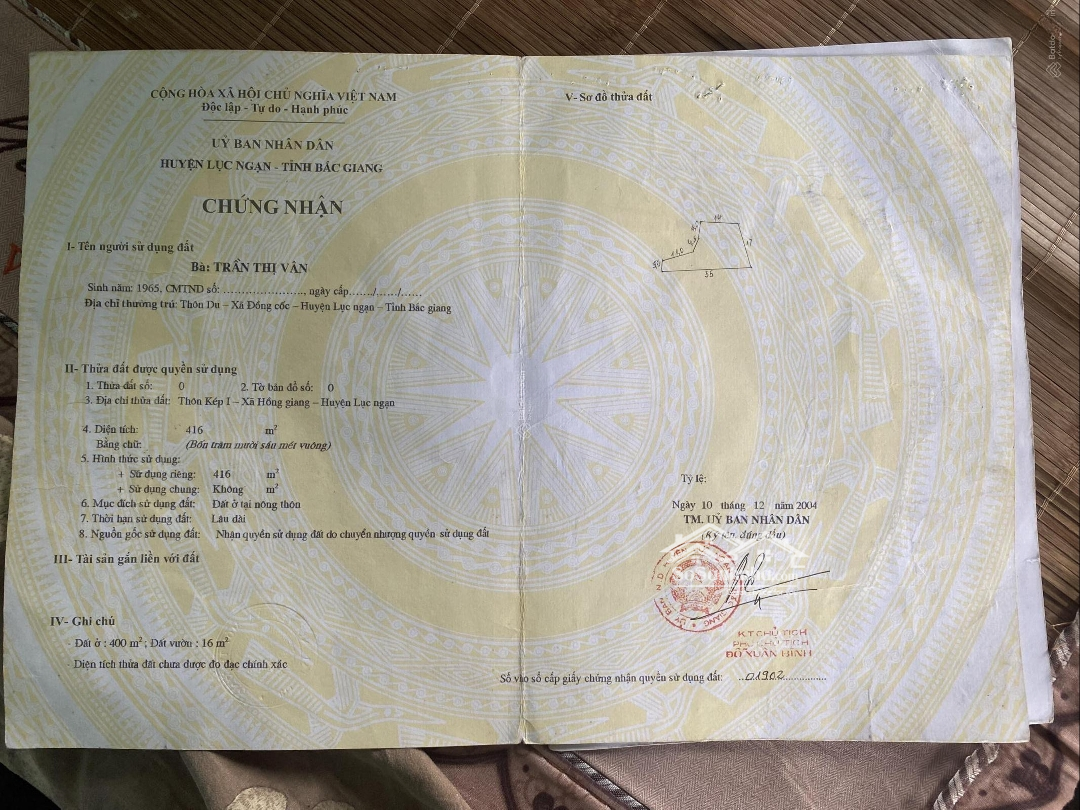 CỘNG HÒA XÃ HỘI CHỦ NGHĨA VIỆT NAM
Độc lập - Tự do - Hạnh phúc
UỶ BAN NHÂN DÂN
HUYỆN LỤC NGẠN - TỈNH BẮC GIANG
CHỨNG NHẬN
I- Tên người sử dụng đất
Bà: TRẦN THỊ VÂN
Sinh năm: 1965, CMTND số: ........................, ngày cấp....../....../......
Địa chỉ thường trú: Thôn Du – Xã Đồng cốc – Huyện Lục ngạn – Tỉnh Bắc giang
II- Thửa đất được quyền sử dụng
1. Thửa đất số: 0 2. Tờ bản đồ số: 0
3. Địa chỉ thửa đất: Thôn Kép I – Xã Hồng giang – Huyện Lục ngạn
4. Diện tích: 416 m²
Bằng chữ: (Bốn trăm mười sáu mét vuông)
5. Hình thức sử dụng:
+ Sử dụng riêng: 416 m²
+ Sử dụng chung: Không m²
6. Mục đích sử dụng đất: Đất ở tại nông thôn
7. Thời hạn sử dụng đất: Lâu dài
8. Nguồn gốc sử dụng đất: Nhận quyền sử dụng đất do chuyển nhượng quyền sử dụng đất
III- Tài sản gắn liền với đất
IV- Ghi chú
- Đất ở : 400 m² ; Đất vườn : 16 m²
- Diện tích thửa đất chưa được đo đạc chính xác
V- Sơ đồ thửa đất
14
17
35
Tỷ lệ:
Ngày 10 tháng 12 năm 2004
TM. UỶ BAN NHÂN DÂN
(Ký tên, đóng dấu)
K.T CHỦ TỊCH
PHÓ CHỦ TỊCH
ĐỖ XUÂN BÌNH
Số vào sổ cấp giấy chứng nhận quyền sử dụng đất: ..01902..............